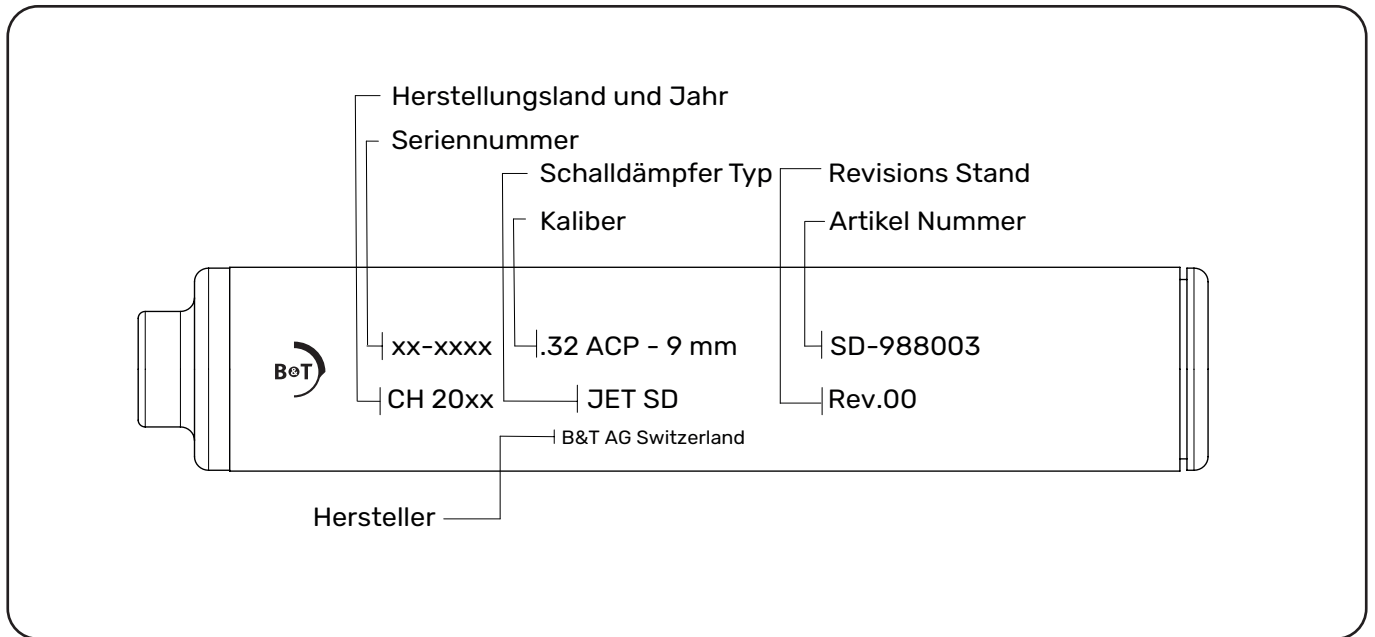 Herstellungsland und Jahr
Seriennummer
Schalldämpfer Typ
Revisions Stand
Kaliber
Artikel Nummer
xx-xxxx
.32 ACP - 9 mm
SD-988003
B&T
CH 20xx
JET SD
Rev.00
B&T AG Switzerland
Hersteller